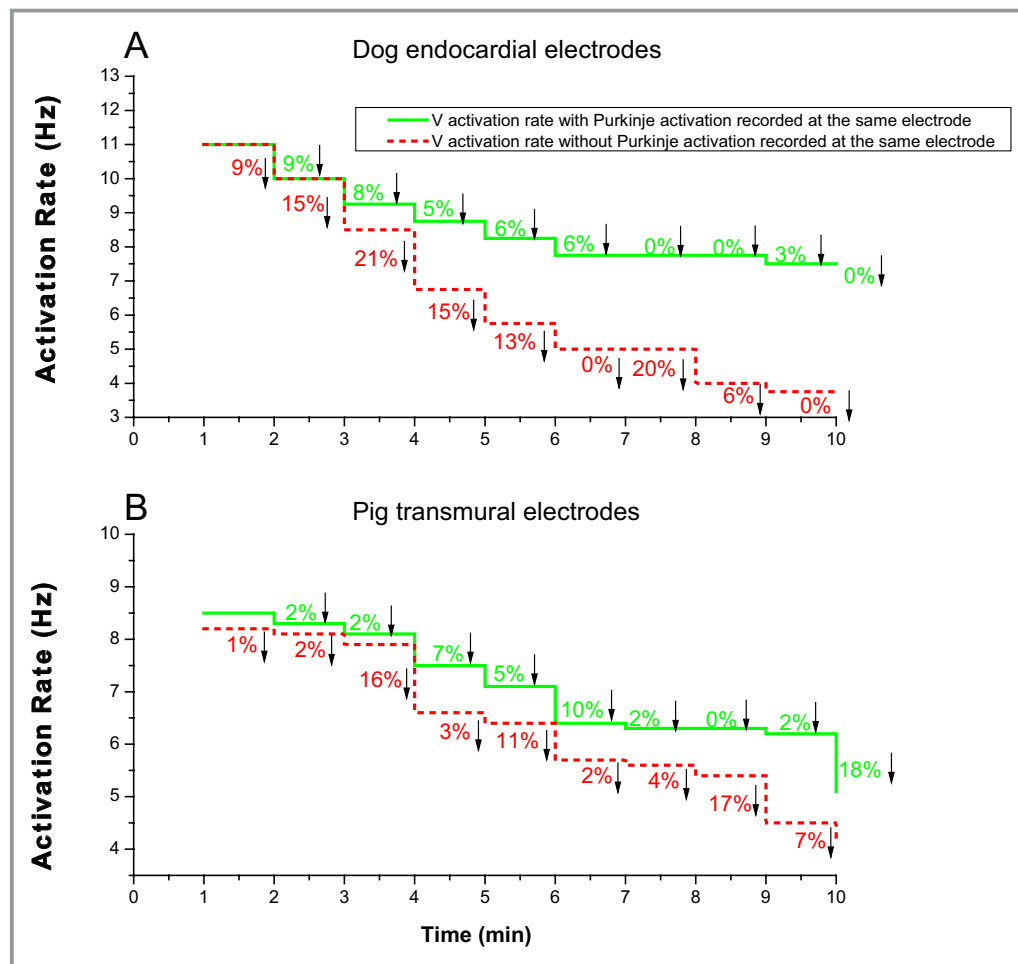 A
Dog endocardial electrodes
13
12
11
10
9
8
7
6
5
4
3
Activation Rate (Hz)
V activation rate with Purkinje activation recorded at the same electrode
V activation rate without Purkinje activation recorded at the same electrode
9% 8% 5% 6% 6% 0% 0% 3% 0%
9% 15% 21% 15% 13% 0% 20% 6% 0%
0 1 2 3 4 5 6 7 8 9 10
B
Pig transmural electrodes
10
9
8
7
6
5
4
Activation Rate (Hz)
2% 2% 7% 5% 10% 2% 0% 2% 18%
1% 2% 16% 3% 11% 2% 4% 17% 7%
0 1 2 3 4 5 6 7 8 9 10
Time (min)